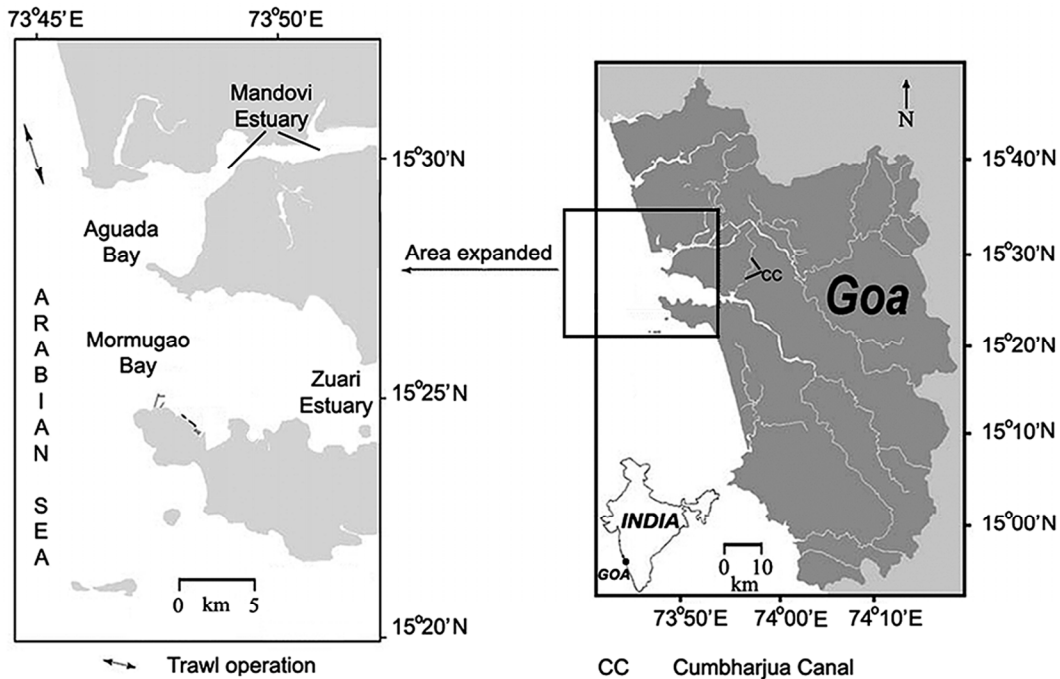 73°45'E
73°50'E
Mandovi
Estuary
15°30'N
Aguada
Bay
ARABIAN SEA
Mormugao
Bay
Zuari
Estuary
15°25'N
0 km 5
15°20'N
Trawl operation
Area expanded
N
15°40'N
15°30'N
CC
Goa
15°20'N
15°10'N
INDIA
GOA
0 10
km
15°00'N
73°50'E
74°00'E
74°10'E
CC Cumbharjua Canal